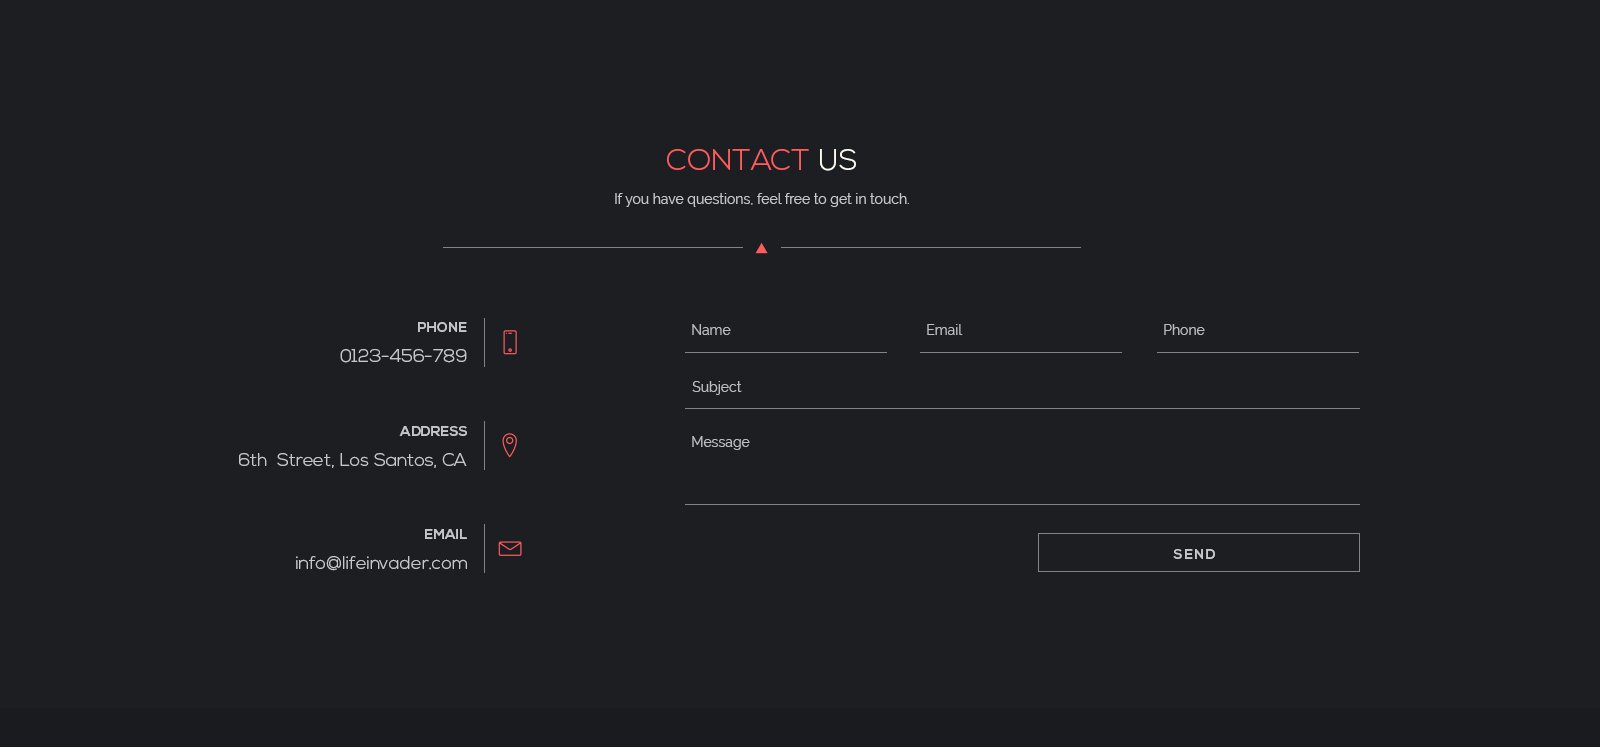 CONTACT US
If you have questions, feel free to get in touch.
PHONE
0123-456-789
ADDRESS
6th  Street, Los Santos, CA
EMAIL
info@lifeinvader.com
Name
Email
Phone
Subject
Message
SEND